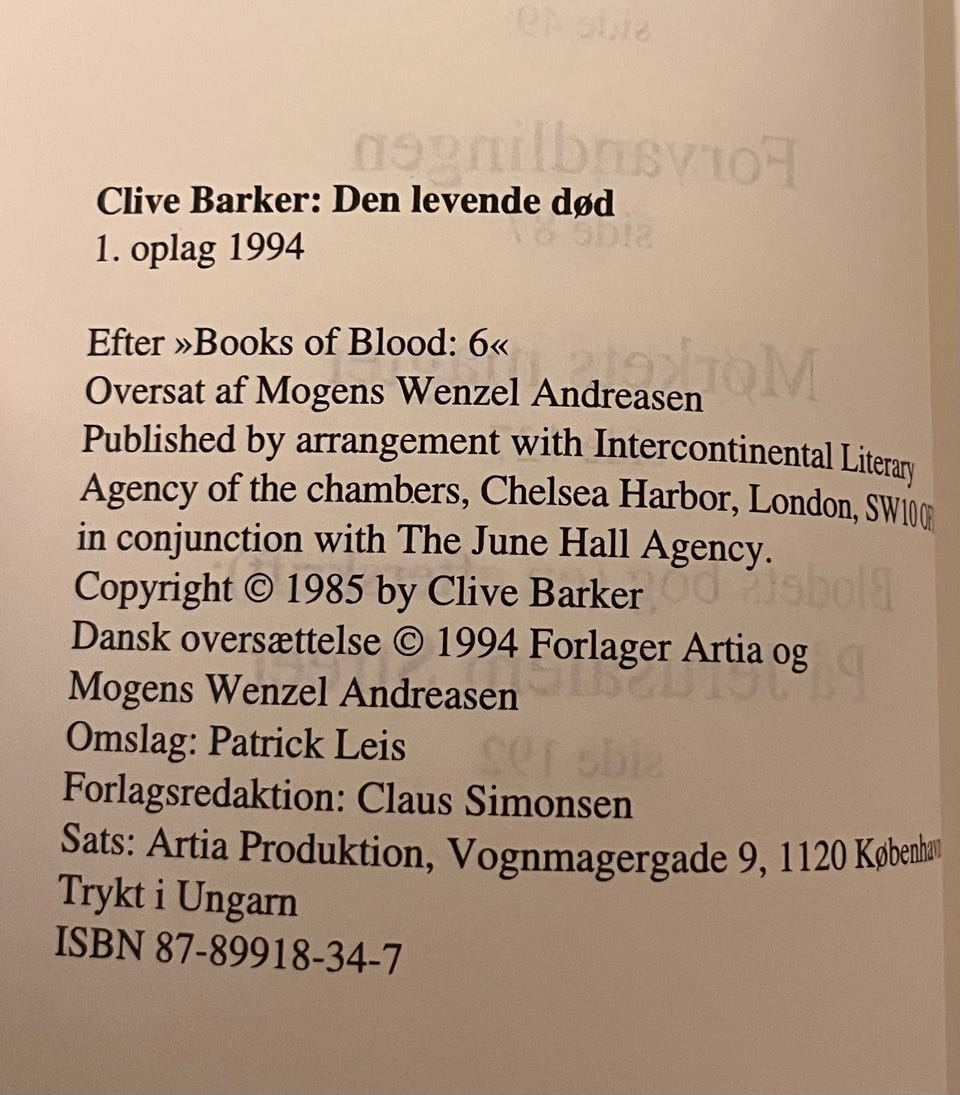 Clive Barker: Den levende død
1. oplag 1994
Efter »Books of Blood: 6«
Oversat af Mogens Wenzel Andreasen
Published by arrangement with Intercontinental Literary
Agency of the chambers, Chelsea Harbor, London, SW10
in conjunction with The June Hall Agency.
Copyright © 1985 by Clive Barker
Dansk oversættelse © 1994 Forlager Artia og
Mogens Wenzel Andreasen
Omslag: Patrick Leis
Forlagsredaktion: Claus Simonsen
Sats: Artia Produktion, Vognmagergade 9, 1120 København
Trykt i Ungarn
ISBN 87-89918-34-7